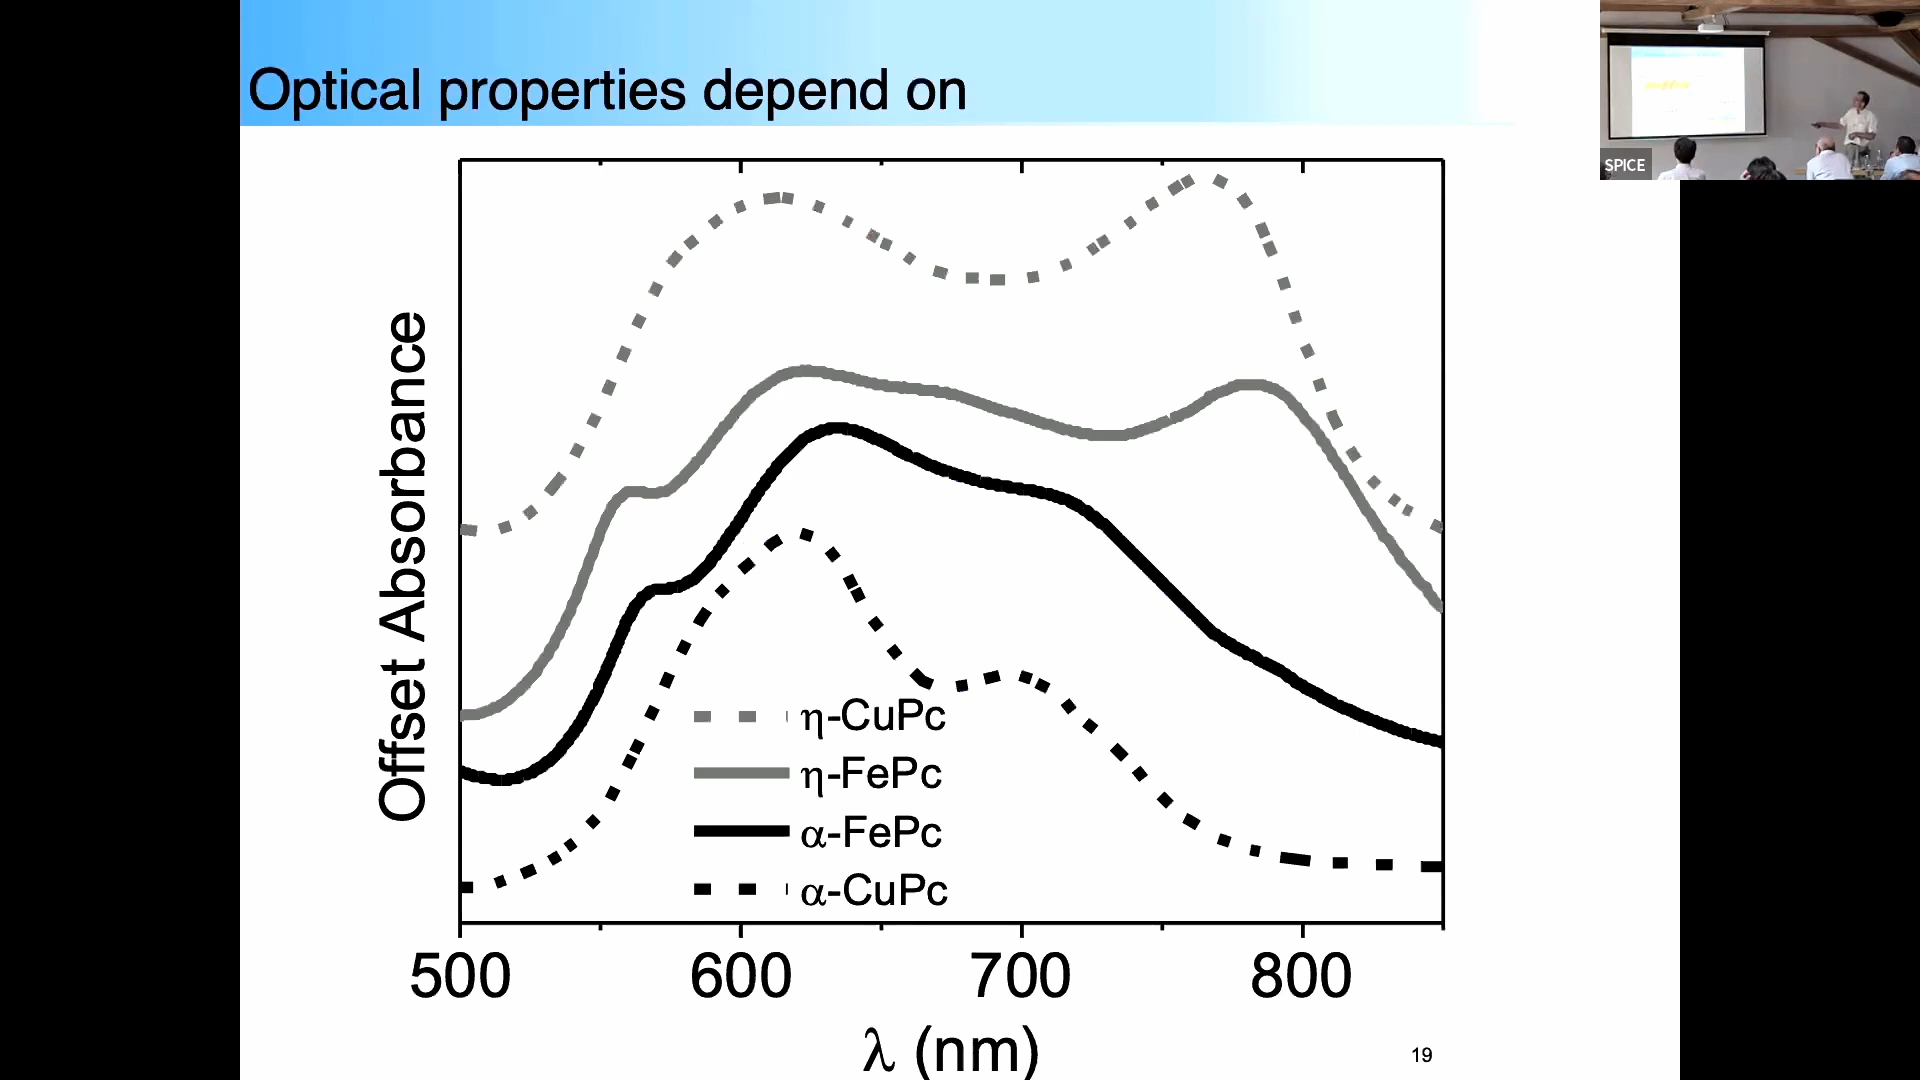 Optical properties depend on
SPICE
Offset Absorbance
η-CuPc
η-FePc
α-FePc
α-CuPc
500 600 700 800
λ (nm)
19